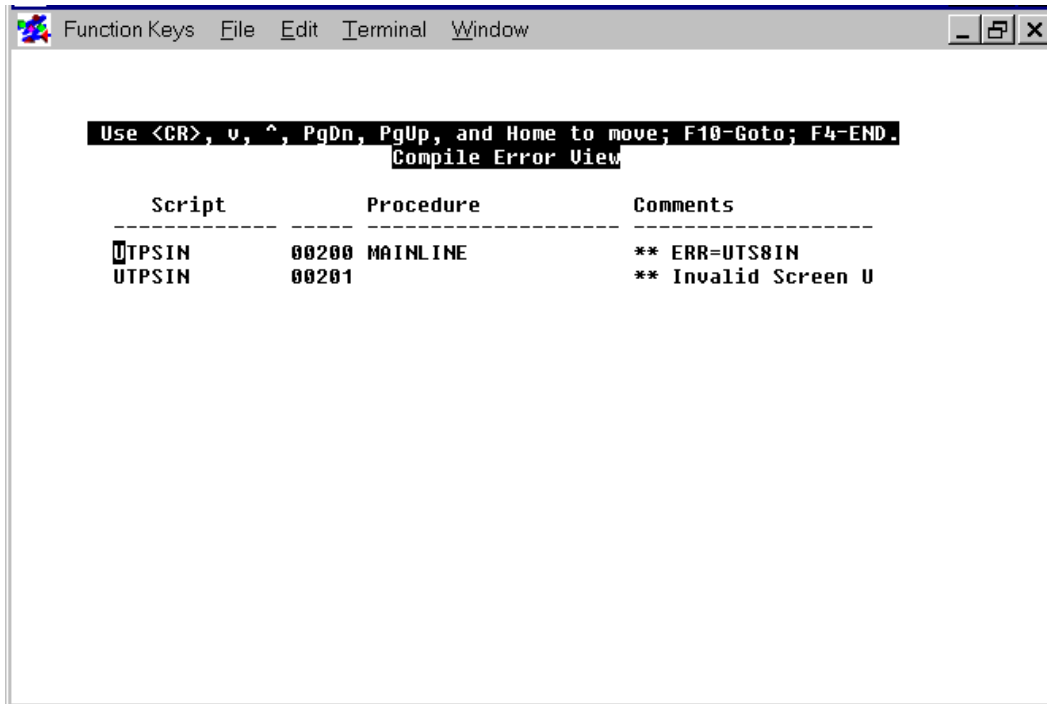 Function Keys File Edit Terminal Window
Use <CR>, v, ^, PgDn, PgUp, and Home to move; F10-Goto; F4-END.
Compile Error View
Script Procedure Comments
------------- ----- -------------------- -------------------
UTPSIN 00200 MAINLINE ** ERR=UTS8IN
UTPSIN 00201 ** Invalid Screen U